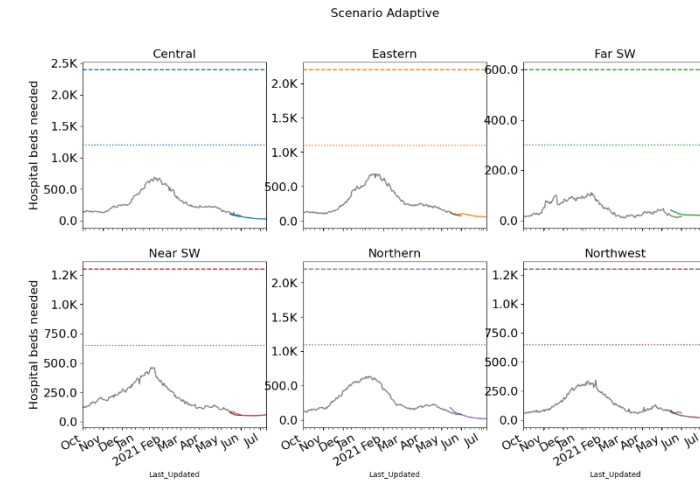 Scenario Adaptive
Central Eastern Far SW
Hospital beds needed
2.5K
2.0K
1.5K
1.0K
500.0
0.0
2.0K
1.5K
1.0K
500.0
0.0
600.0
400.0
200.0
0.0
Near SW Northern Northwest
Hospital beds needed
1.2K
1.0K
750.0
500.0
250.0
0.0
2.0K
1.5K
1.0K
500.0
0.0
1.2K
1.0K
750.0
500.0
250.0
0.0
Oct Nov Dec Jan 2021 Feb Mar Apr May Jun Jul
Oct Nov Dec Jan 2021 Feb Mar Apr May Jun Jul
Oct Nov Dec Jan 2021 Feb Mar Apr May Jun Jul
Last_Updated Last_Updated Last_Updated